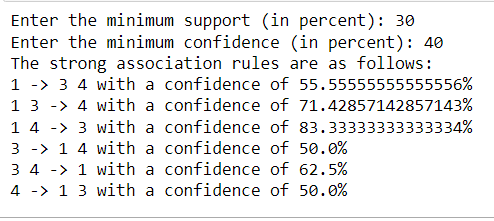 Enter the minimum support (in percent): 30
Enter the minimum confidence (in percent): 40
The strong association rules are as follows:
1 -> 3 4 with a confidence of 55.55555555555556%
1 3 -> 4 with a confidence of 71.42857142857143%
1 4 -> 3 with a confidence of 83.33333333333334%
3 -> 1 4 with a confidence of 50.0%
3 4 -> 1 with a confidence of 62.5%
4 -> 1 3 with a confidence of 50.0%